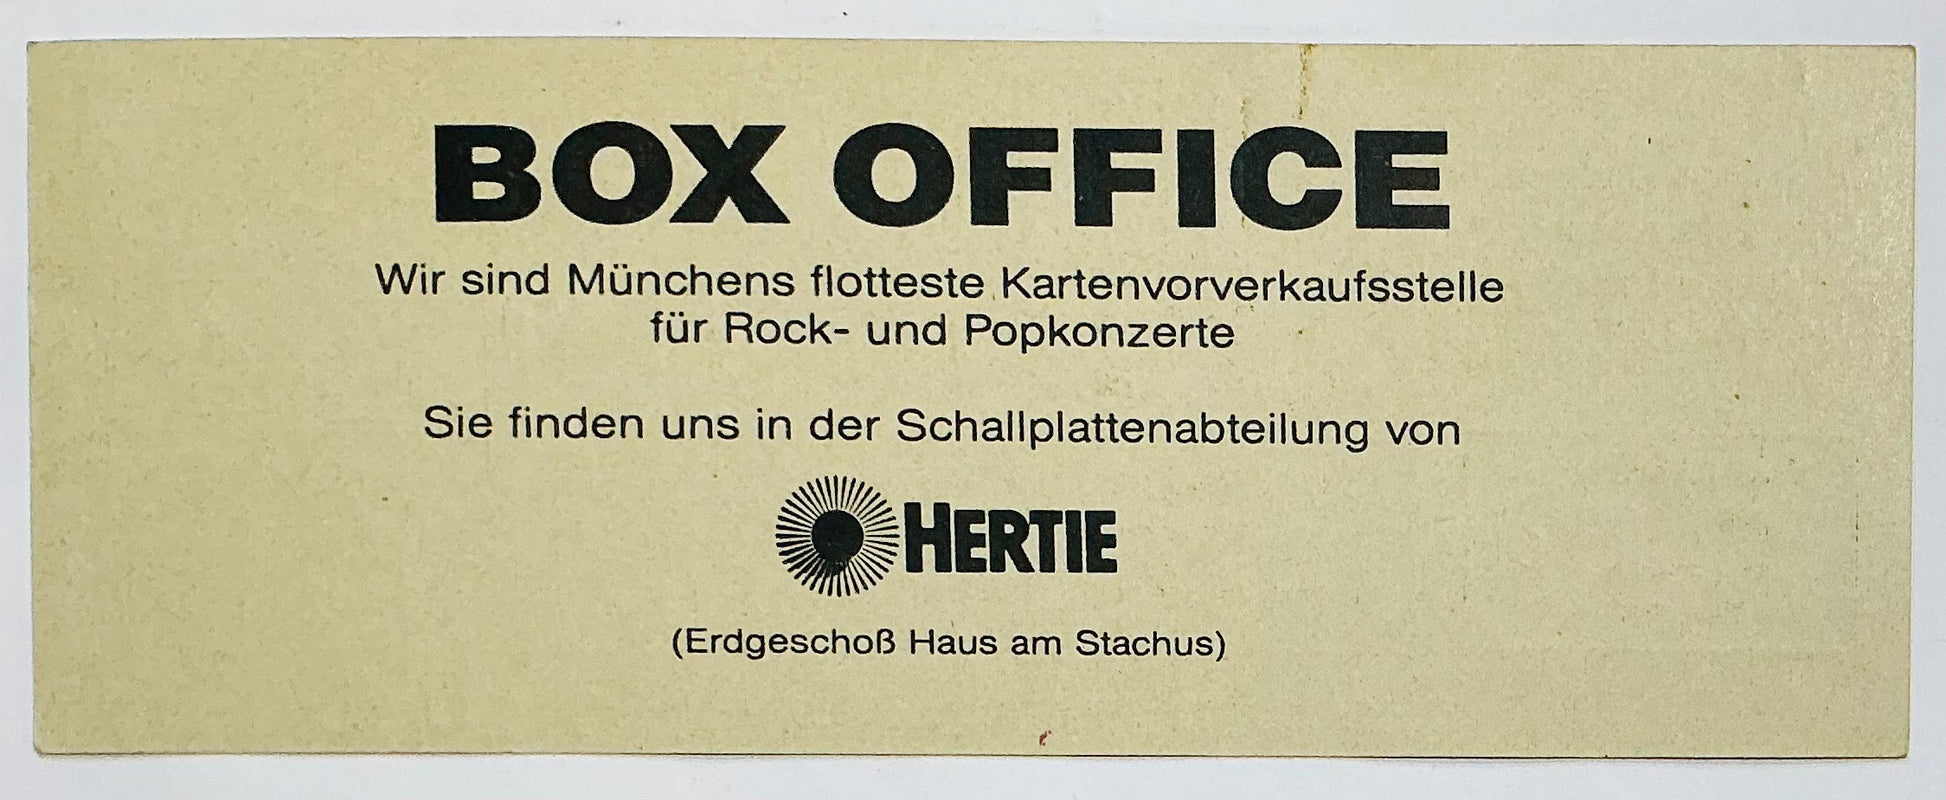 BOX OFFICE
Wir sind Münchens flotteste Kartenvorverkaufsstelle
für Rock- und Popkonzerte
Sie finden uns in der Schallplattenabteilung von
HERTIE
(Erdgeschoß Haus am Stachus)